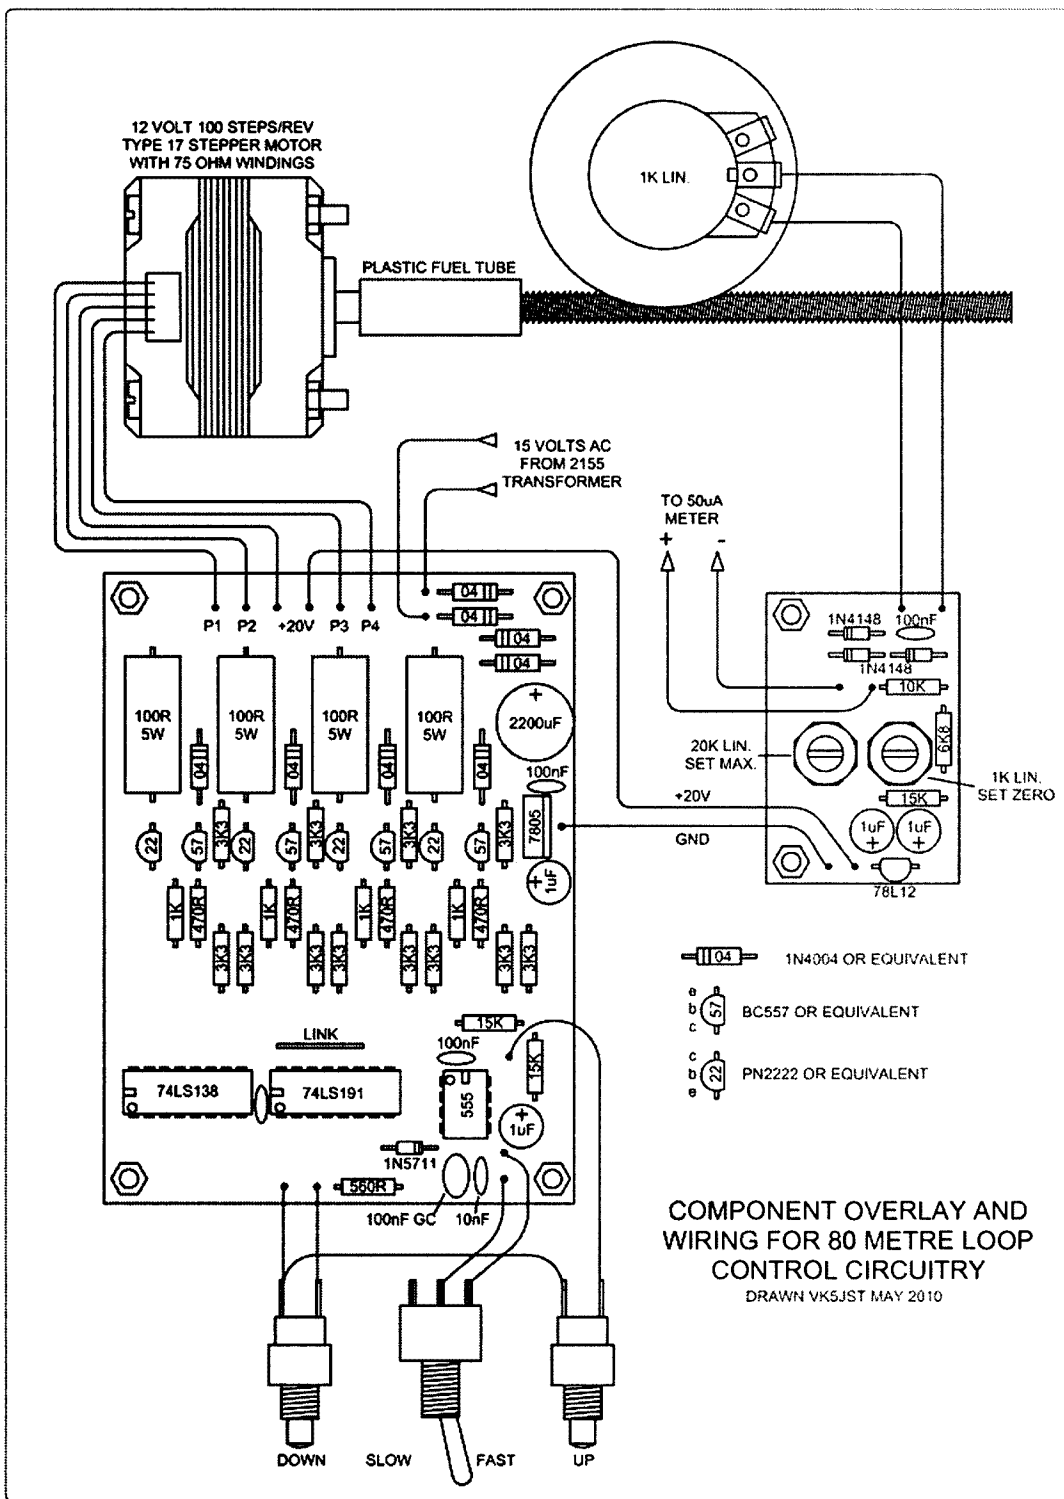 12 VOLT 100 STEPS/REV
TYPE 17 STEPPER MOTOR
WITH 75 OHM WINDINGS
1K LIN.
PLASTIC FUEL TUBE
15 VOLTS AC
FROM 2155
TRANSFORMER
TO 50uA
METER
+ -
P1 P2 +20V P3 P4
04
04
04
04
1N4148 100nF
1N4148
10K
100R 5W
100R 5W
100R 5W
100R 5W
+
2200uF
04 04 04 04
100nF
20K LIN.
SET MAX.
6K8
1K LIN.
SET ZERO
+20V
15K
GND
1uF +
1uF +
78L12
22 57 3K3 22 57 3K3 22 57 3K3 22 57 3K3
7805
+ 1uF
1K 470R 1K 470R 1K 470R 1K 470R
3K3 3K3 3K3 3K3 3K3 3K3 3K3 3K3
04 1N4004 OR EQUIVALENT
e
b 57 BC557 OR EQUIVALENT
c
c
b 22 PN2222 OR EQUIVALENT
e
15K
LINK
100nF
15K
74LS138
74LS191
555
+
1uF
1N5711
560R
100nF GC
10nF
COMPONENT OVERLAY AND
WIRING FOR 80 METRE LOOP
CONTROL CIRCUITRY
DRAWN VK5JST MAY 2010
DOWN SLOW FAST UP